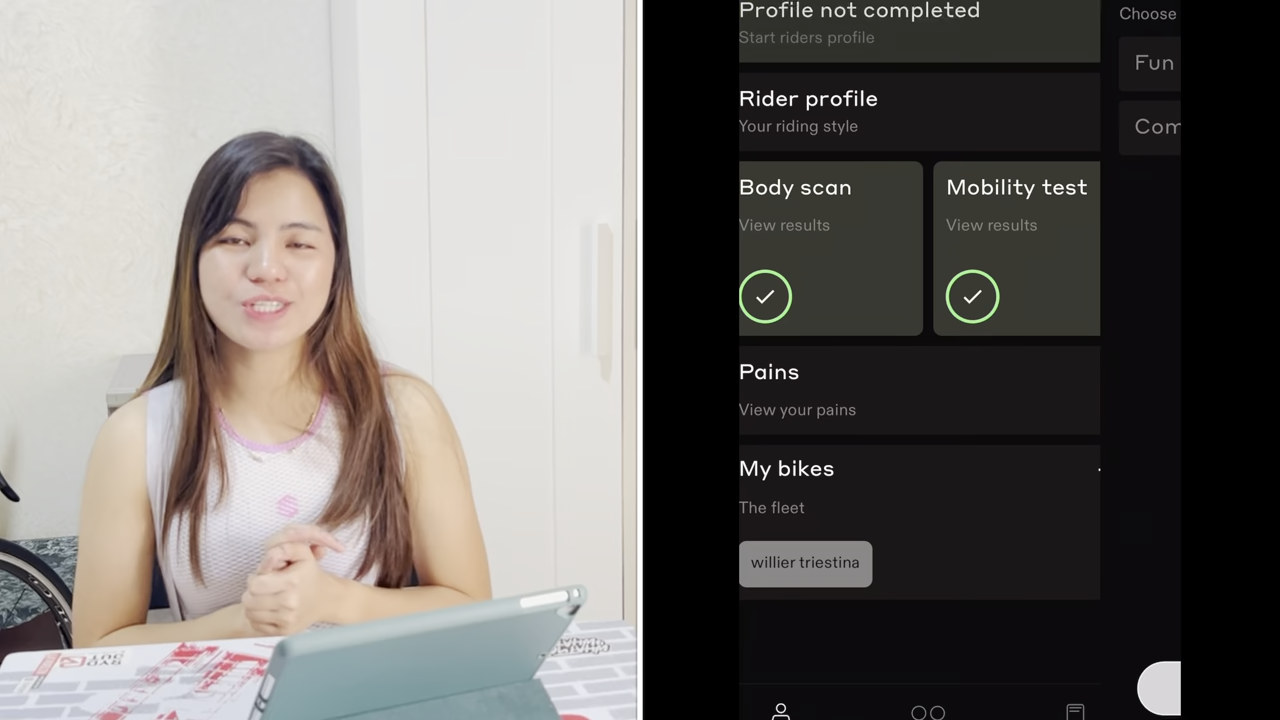 Profile not completed
Start riders profile
Rider profile
Your riding style
Body scan
View results
Mobility test
View results
Pains
View your pains
My bikes
The fleet
willier triestina
Choose
Fun
Com